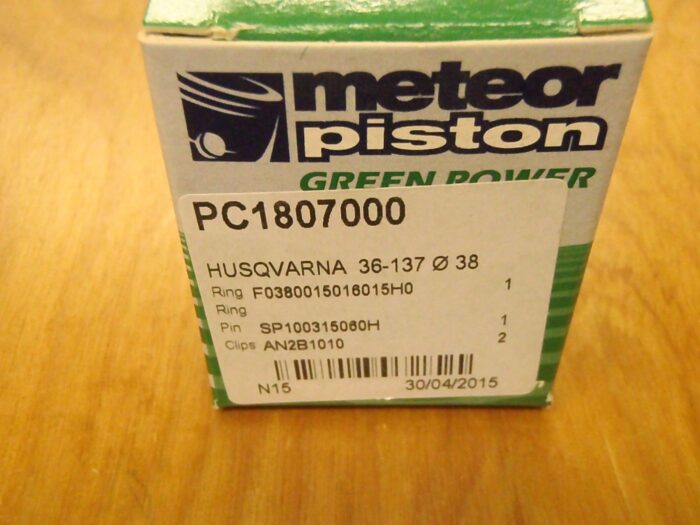 meteor
piston
GREEN POWER
PC1807000
HUSQVARNA 36-137 Ø 38
Ring F0380015016015H0 1
Ring
Pin SP100315060H 1
Clips AN2B1010 2
N15 30/04/2015